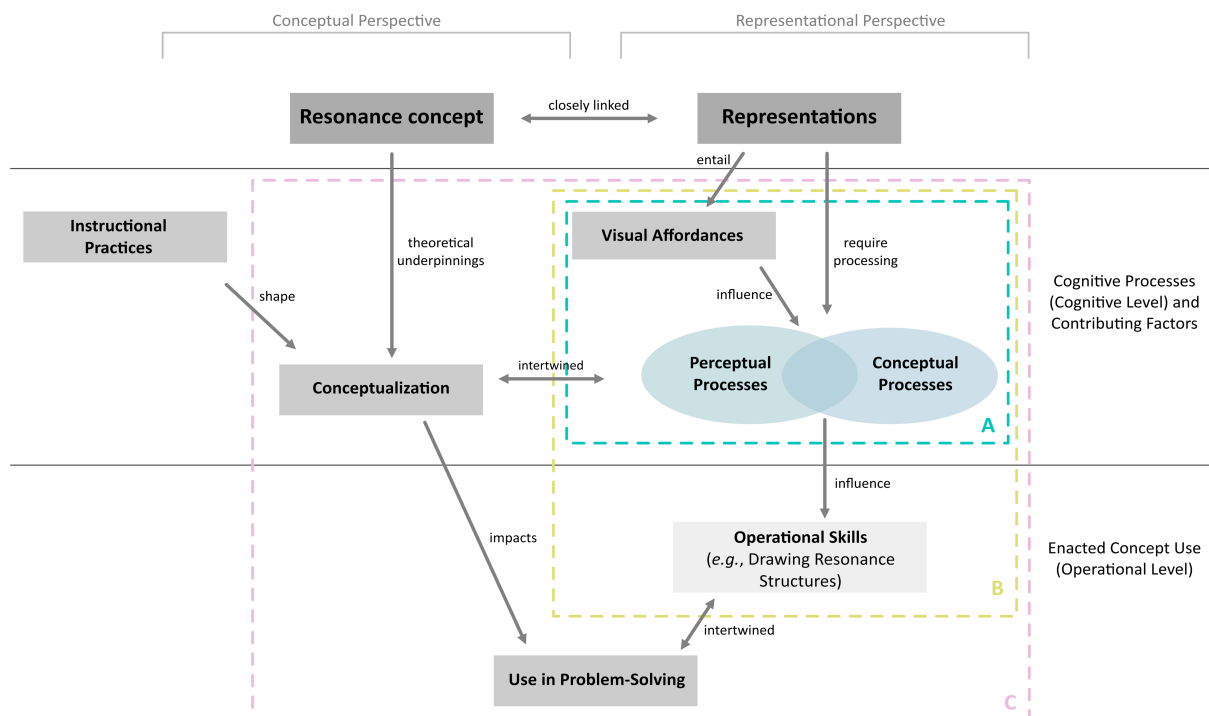 Conceptual Perspective
Representational Perspective
Resonance concept
closely linked
Representations
entail
Instructional
Practices
Visual Affordances
theoretical
underpinnings
require
processing
shape
influence
Cognitive Processes
(Cognitive Level) and
Contributing Factors
Conceptualization
intertwined
Perceptual
Processes
Conceptual
Processes
A
influence
impacts
Operational Skills
(e.g., Drawing Resonance
Structures)
B
Enacted Concept Use
(Operational Level)
intertwined
Use in Problem-Solving
C